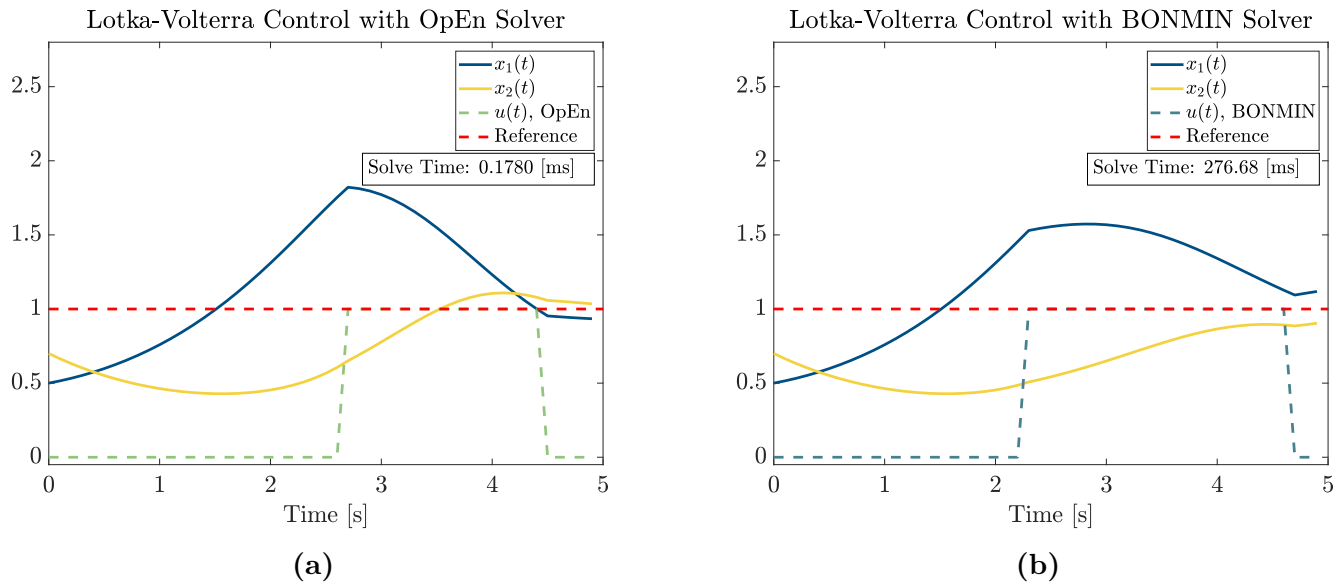 Lotka-Volterra Control with OpEn Solver
2.5
2
1.5
1
0.5
0
0 1 2 3 4 5
Time [s]
x₁(t)
x₂(t)
u(t), OpEn
Reference
Solve Time: 0.1780 [ms]
(a)
Lotka-Volterra Control with BONMIN Solver
2.5
2
1.5
1
0.5
0
0 1 2 3 4 5
Time [s]
x₁(t)
x₂(t)
u(t), BONMIN
Reference
Solve Time: 276.68 [ms]
(b)